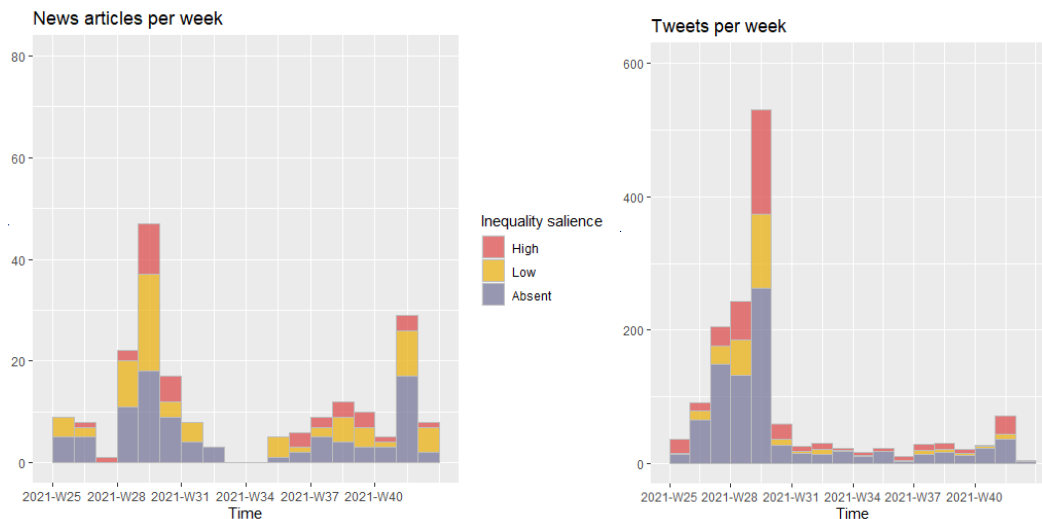 News articles per week
80
60
40
20
0
2021-W25 2021-W28 2021-W31 2021-W34 2021-W37 2021-W40
Time
Inequality salience
High
Low
Absent
Tweets per week
600
400
200
0
2021-W25 2021-W28 2021-W31 2021-W34 2021-W37 2021-W40
Time